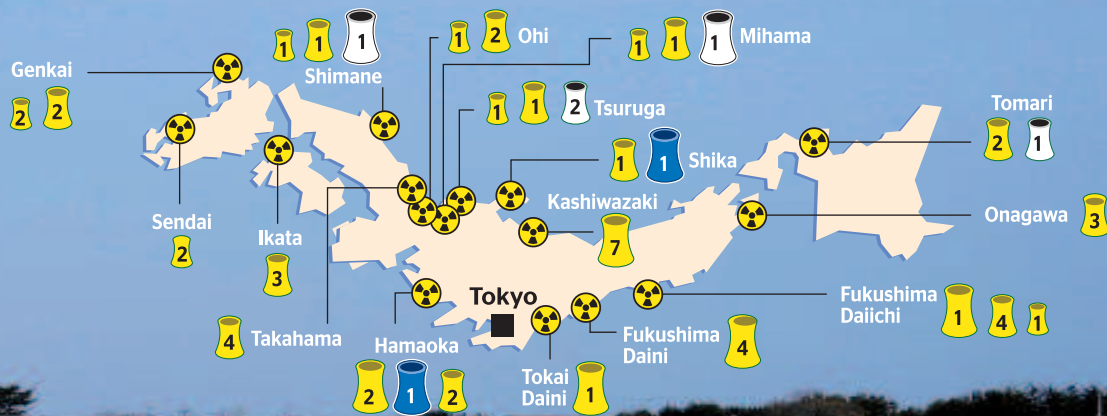 1 1 1
Shimane
1 2 Ohi
1 1 1 Mihama
Genkai
2 2
1 1 2
Tsuruga
Tomari
2 1
1 1 Shika
Kashiwazaki
7
Sendai
2
Ikata
3
Onagawa 3
4 Takahama
Hamaoka
2 1 2
Tokyo
Tokai
Daini 1
Fukushima
Daini 4
Fukushima
Daiichi 1 4 1